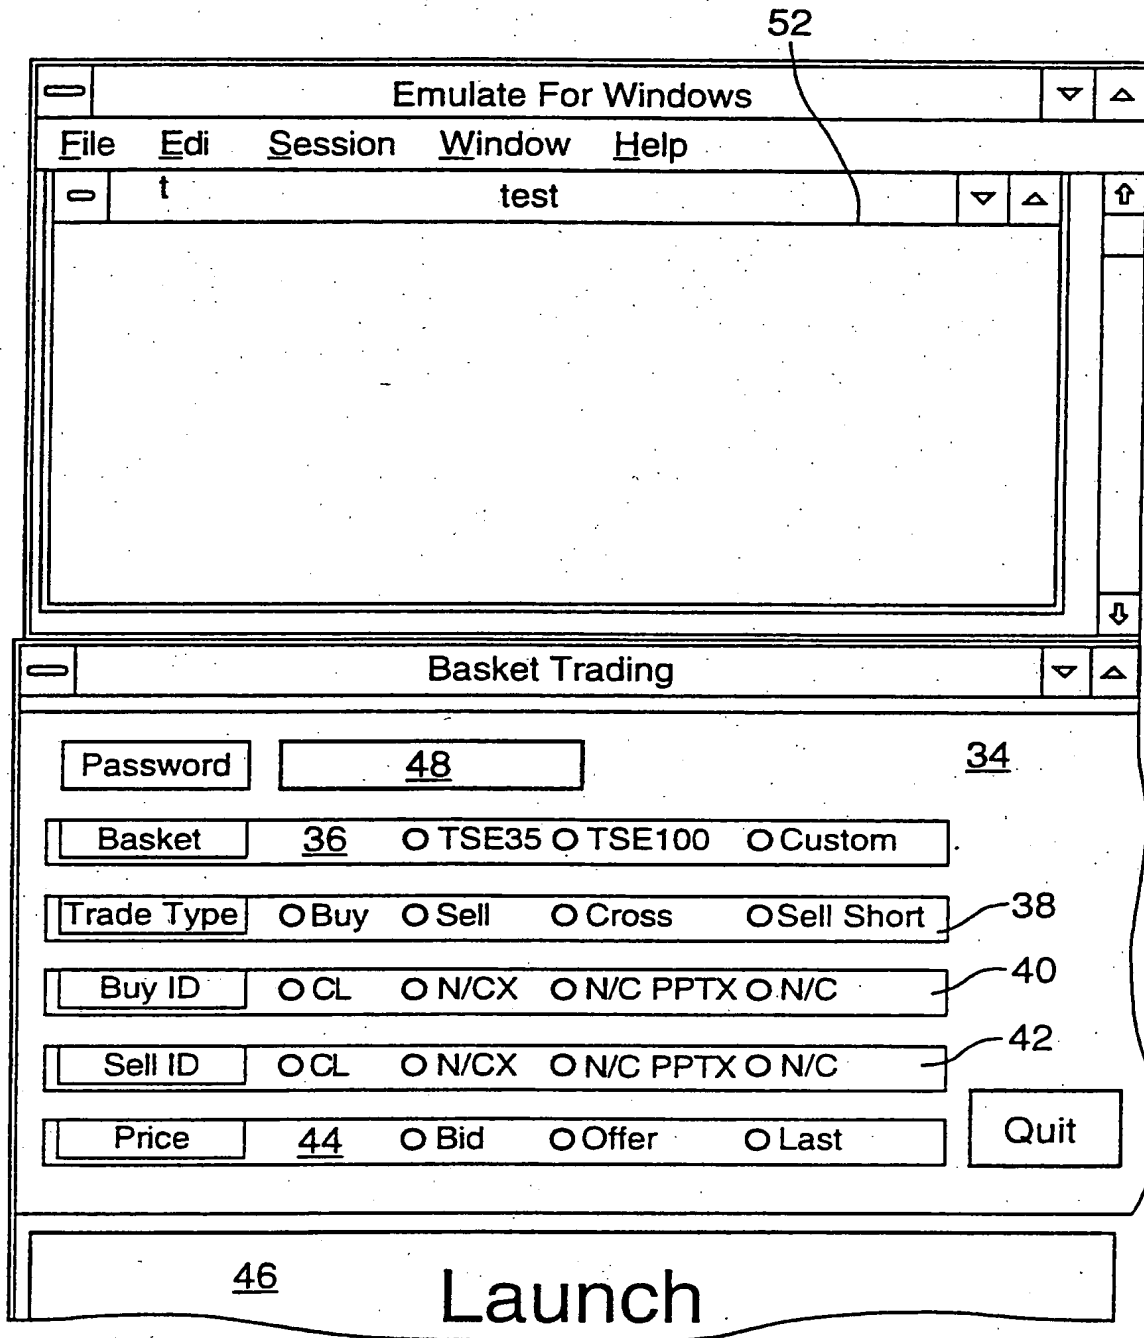 52
Emulate For Windows
File Edi Session Window Help
t test
Basket Trading
Password 48 34
Basket 36 TSE35 TSE100 Custom
Trade Type Buy Sell Cross Sell Short 38
Buy ID CL N/CX N/C PPTX N/C 40
Sell ID CL N/CX N/C PPTX N/C 42
Price 44 Bid Offer Last Quit
46 Launch